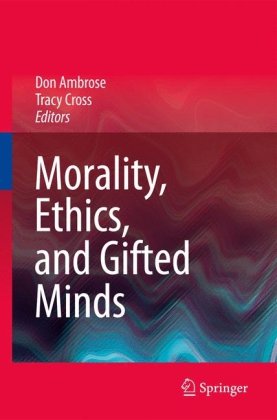 Don Ambrose
Tracy Cross
Editors
Morality,
Ethics,
and Gifted
Minds
Springer